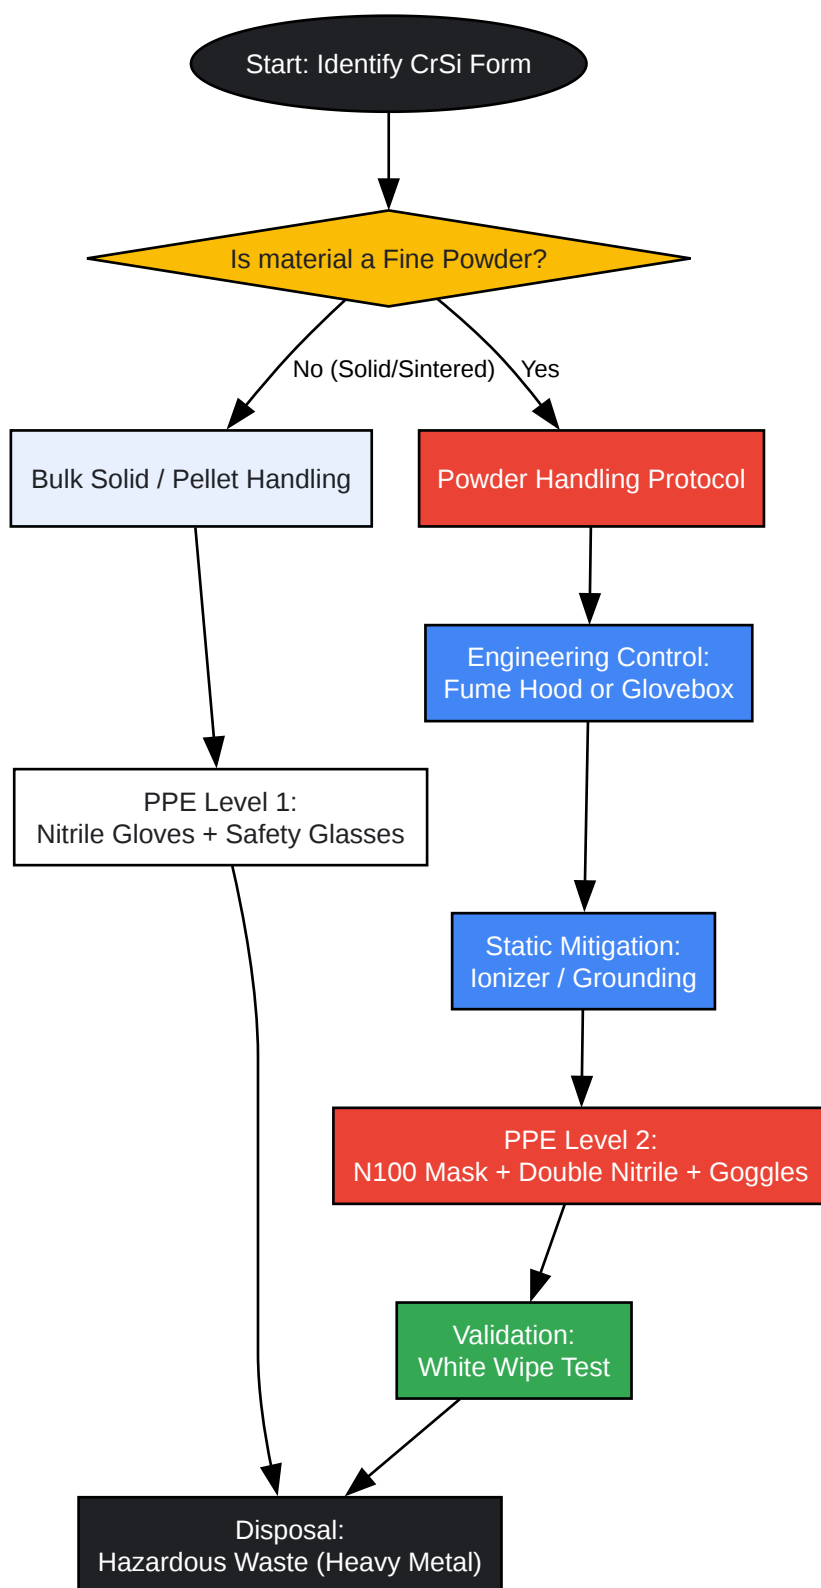 Start: Identify CrSi Form
Is material a Fine Powder?
No (Solid/Sintered)
Yes
Bulk Solid / Pellet Handling
Powder Handling Protocol
Engineering Control:
Fume Hood or Glovebox
PPE Level 1:
Nitrile Gloves + Safety Glasses
Static Mitigation:
Ionizer / Grounding
PPE Level 2:
N100 Mask + Double Nitrile + Goggles
Validation:
White Wipe Test
Disposal:
Hazardous Waste (Heavy Metal)